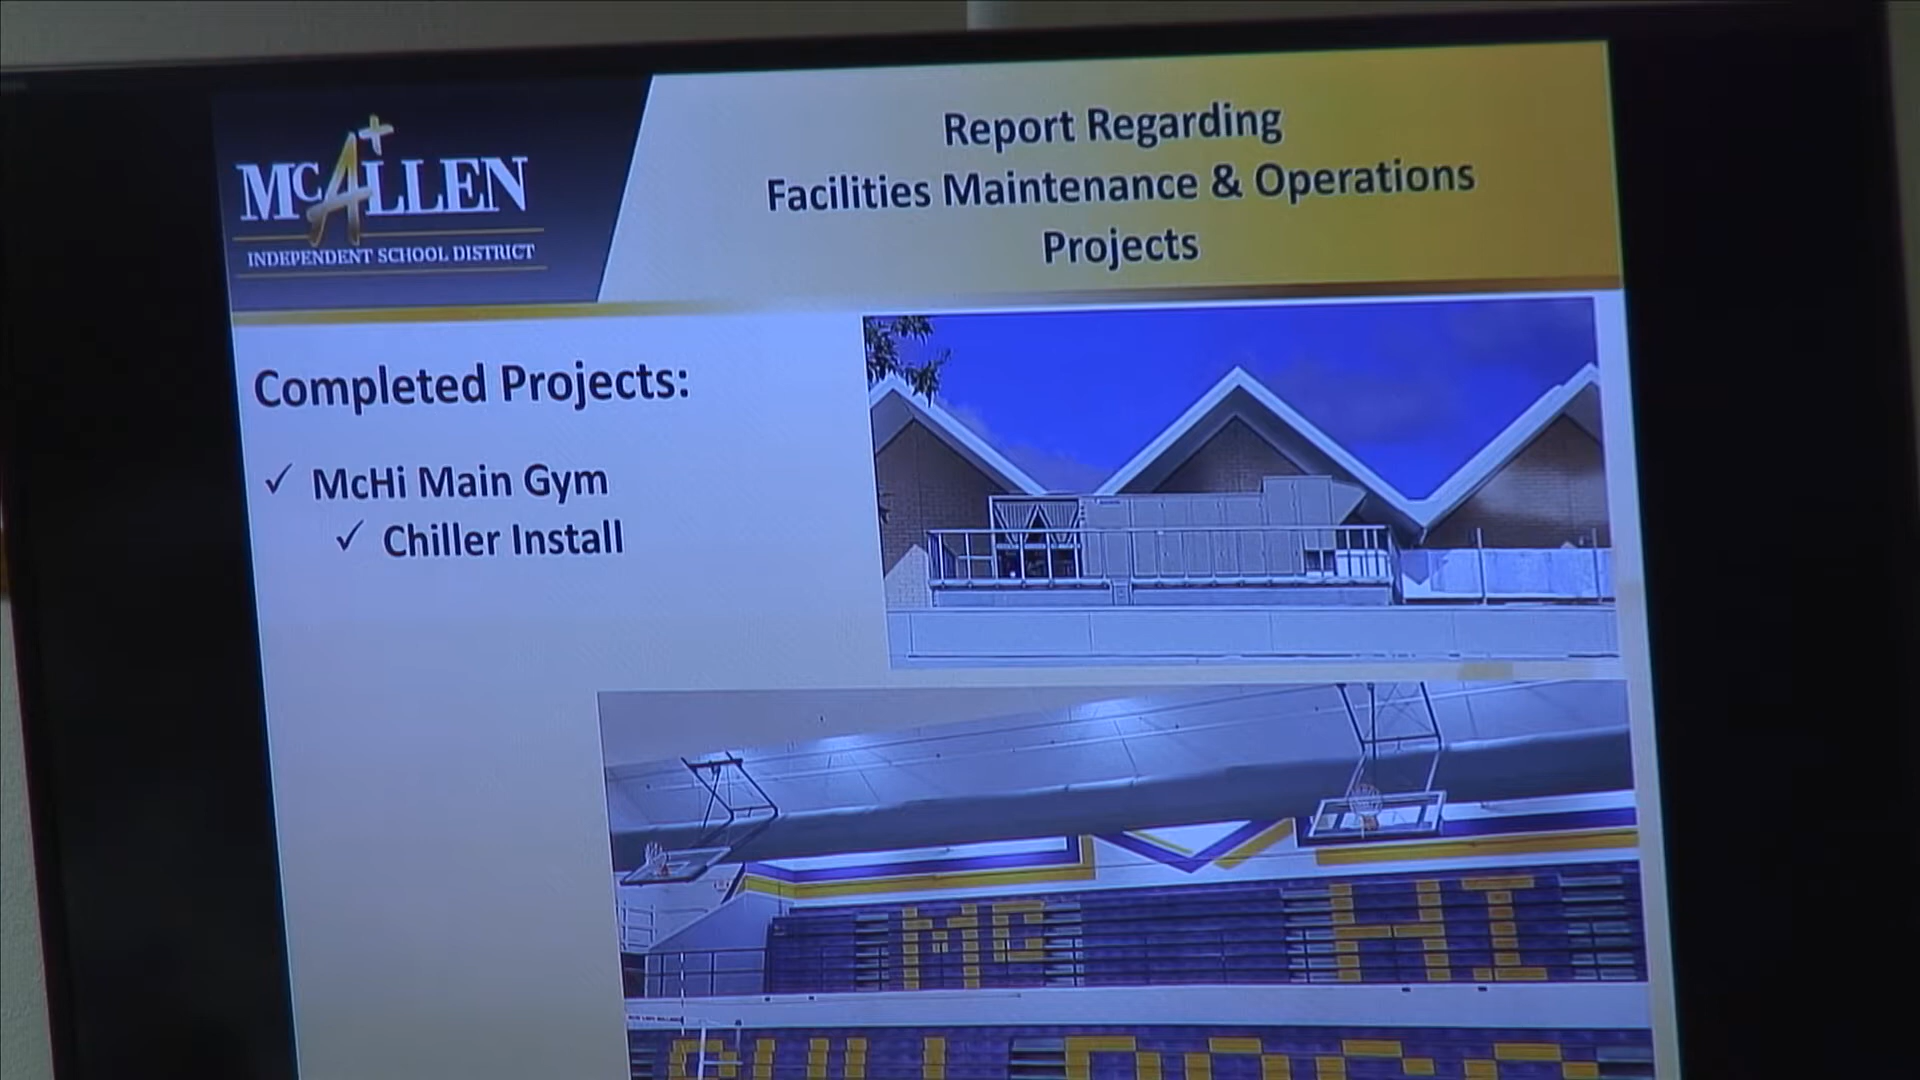 McALLEN
INDEPENDENT SCHOOL DISTRICT
Report Regarding
Facilities Maintenance & Operations
Projects
Completed Projects:
✓ McHi Main Gym
✓ Chiller Install
Mc HI